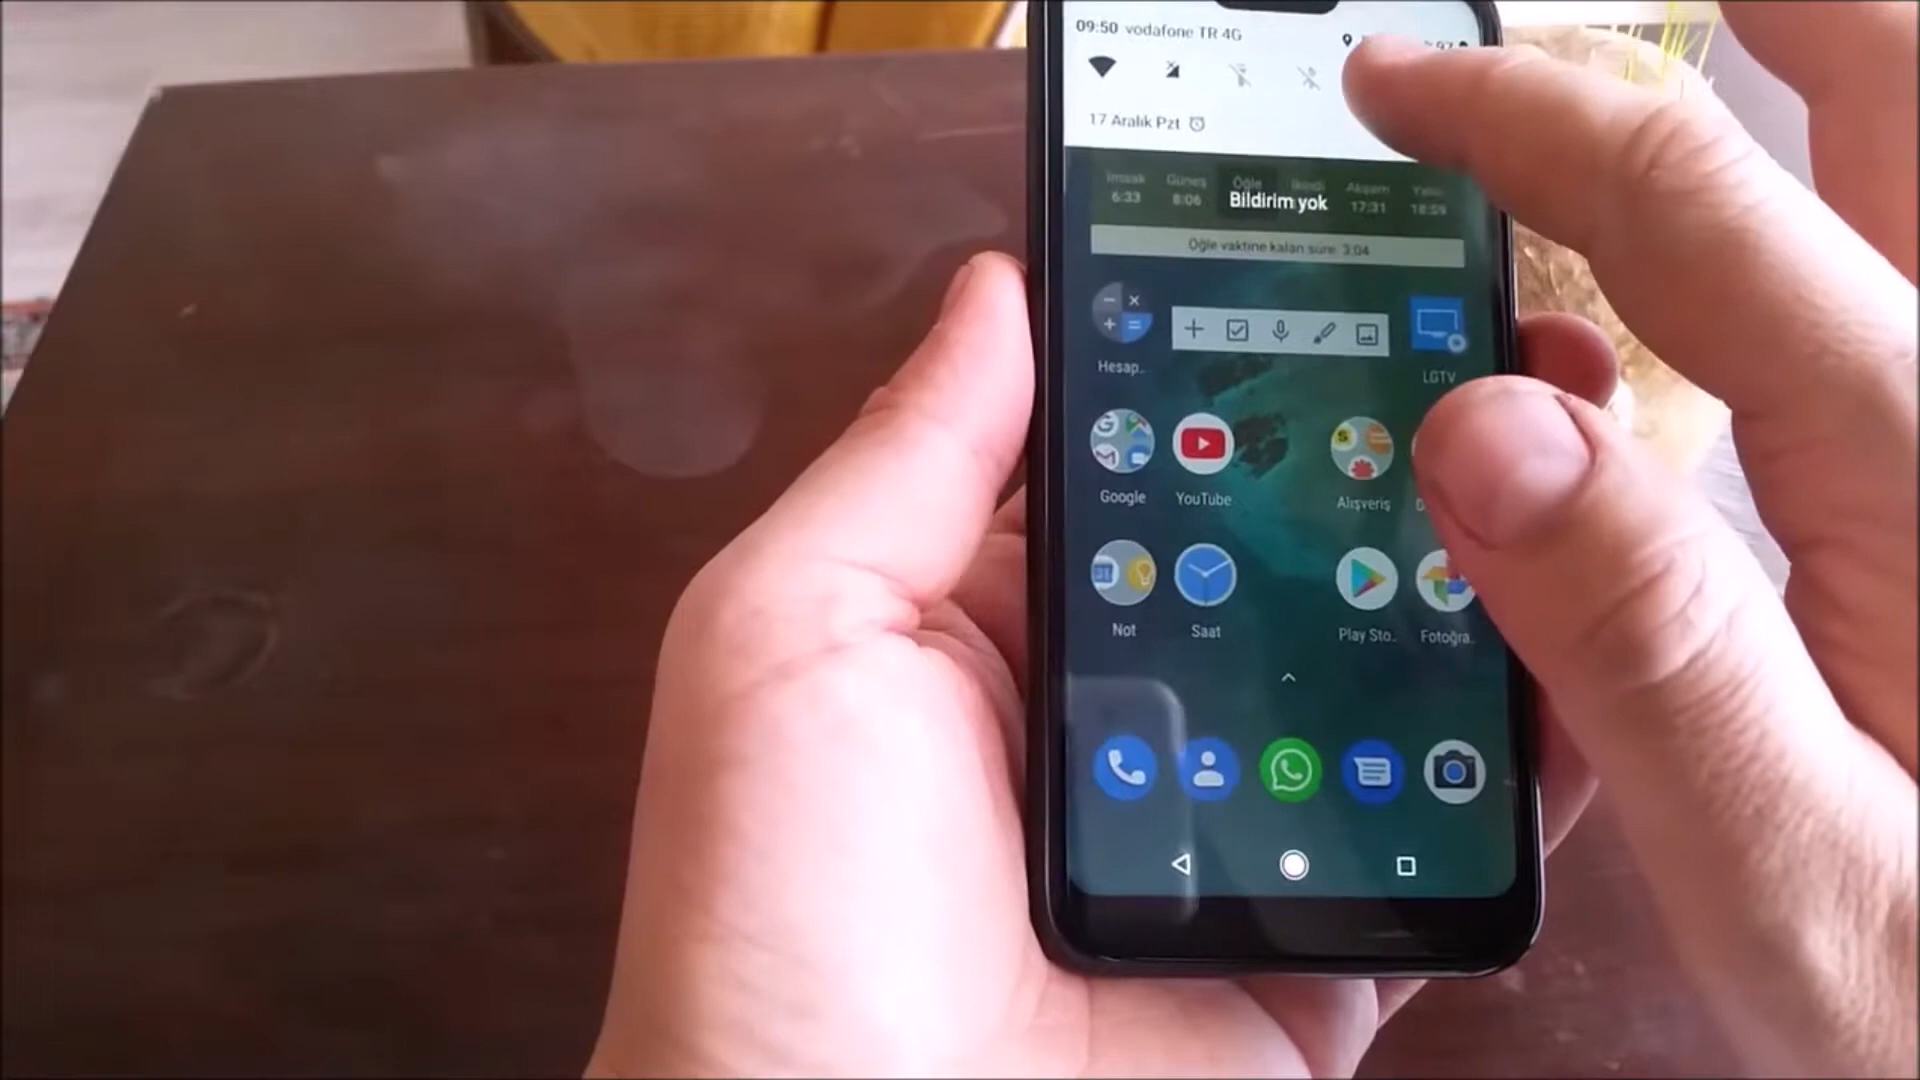 09:50 vodafone TR 4G
17 Aralık Pzt
İmsak Güneş Öğle İkindi Akşam
6:33 8:06 17:31 18:59
Bildirim yok
Öğle vaktine kalan süre: 3:04
Hesap..
LGTV
Google YouTube Alışveriş
31
Not Saat Play Sto.. Fotoğra..